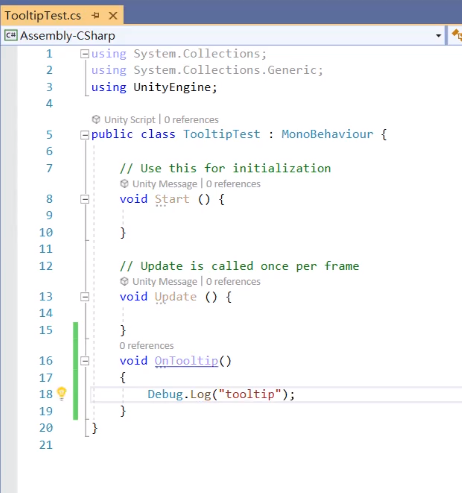 TooltipTest.cs
C# Assembly-CSharp
1 using System.Collections;
2 using System.Collections.Generic;
3 using UnityEngine;
4
Unity Script | 0 references
5 public class TooltipTest : MonoBehaviour {
6
7 // Use this for initialization
Unity Message | 0 references
8 void Start () {
9
10 }
11
12 // Update is called once per frame
Unity Message | 0 references
13 void Update () {
14
15 }
0 references
16 void OnTooltip()
17 {
18 Debug.Log("tooltip");
19 }
20 }
21